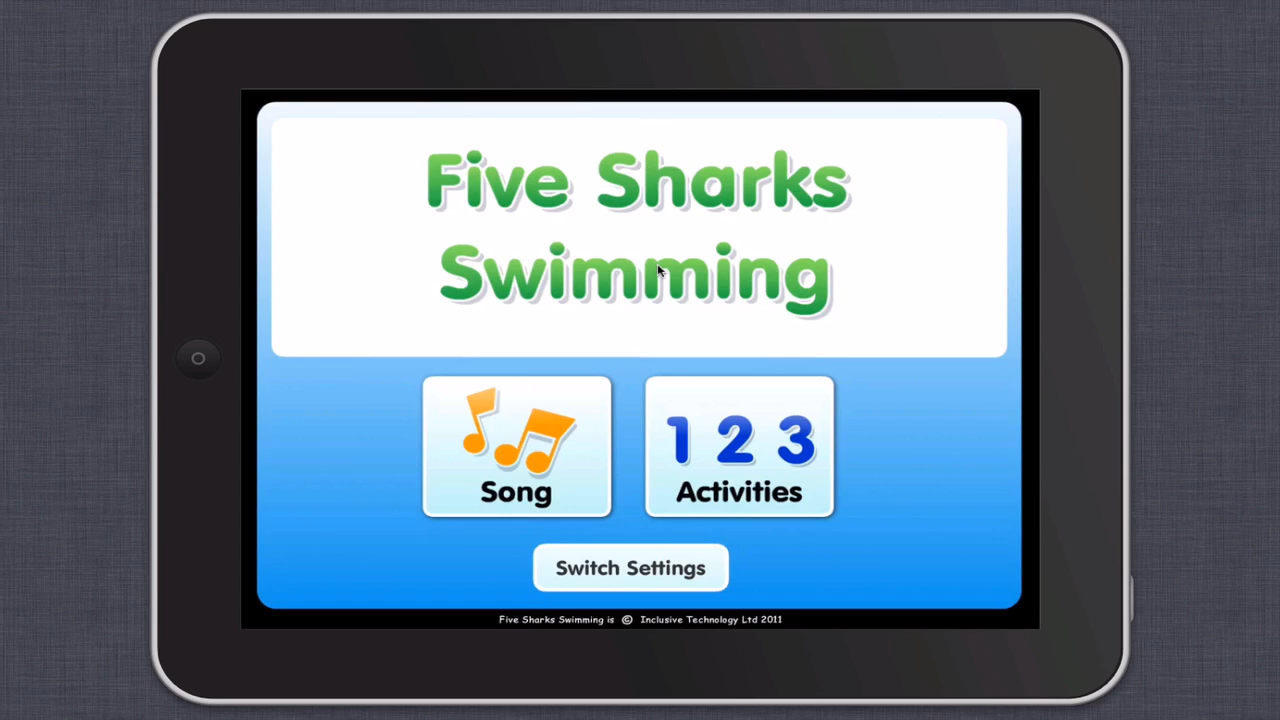 Five Sharks
Swimming
1 2 3
Song
Activities
Switch Settings
Five Sharks Swimming is © Inclusive Technology Ltd 2011